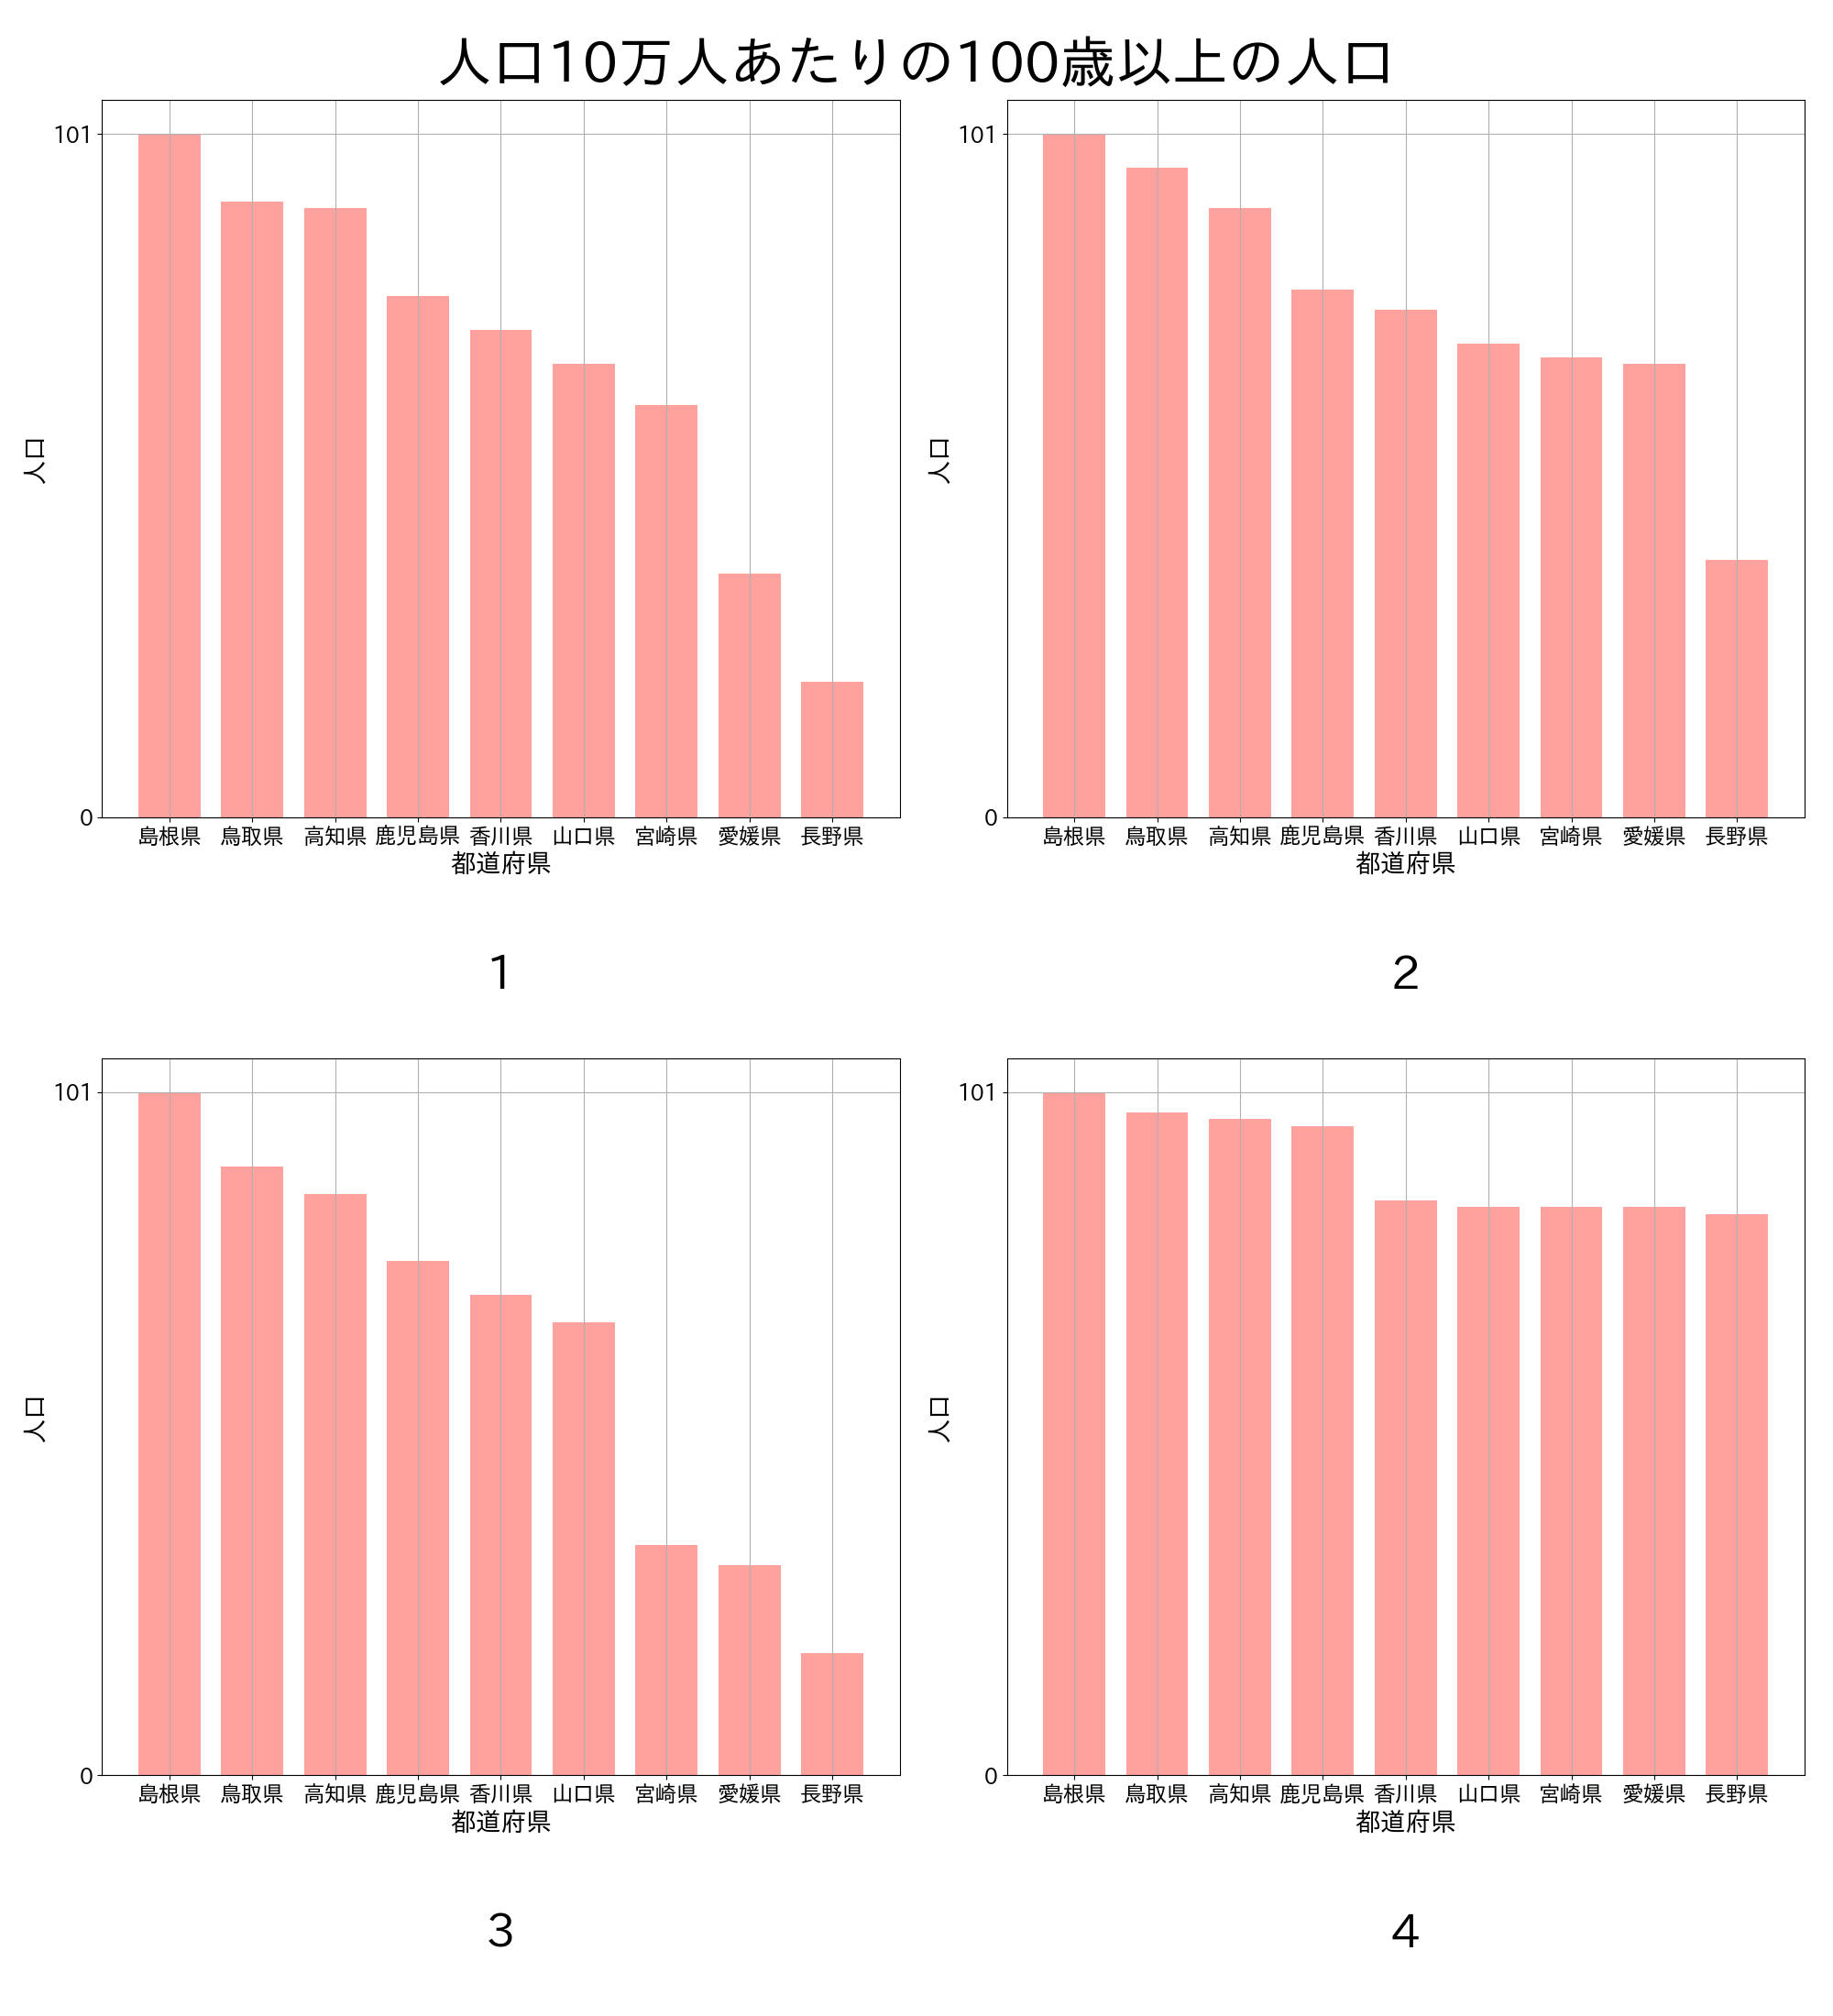 人口10万人あたりの100歳以上の人口
101
0
人口
島根県 鳥取県 高知県 鹿児島県 香川県 山口県 宮崎県 愛媛県 長野県
都道府県
1
101
0
人口
島根県 鳥取県 高知県 鹿児島県 香川県 山口県 宮崎県 愛媛県 長野県
都道府県
2
101
0
人口
島根県 鳥取県 高知県 鹿児島県 香川県 山口県 宮崎県 愛媛県 長野県
都道府県
3
101
0
人口
島根県 鳥取県 高知県 鹿児島県 香川県 山口県 宮崎県 愛媛県 長野県
都道府県
4